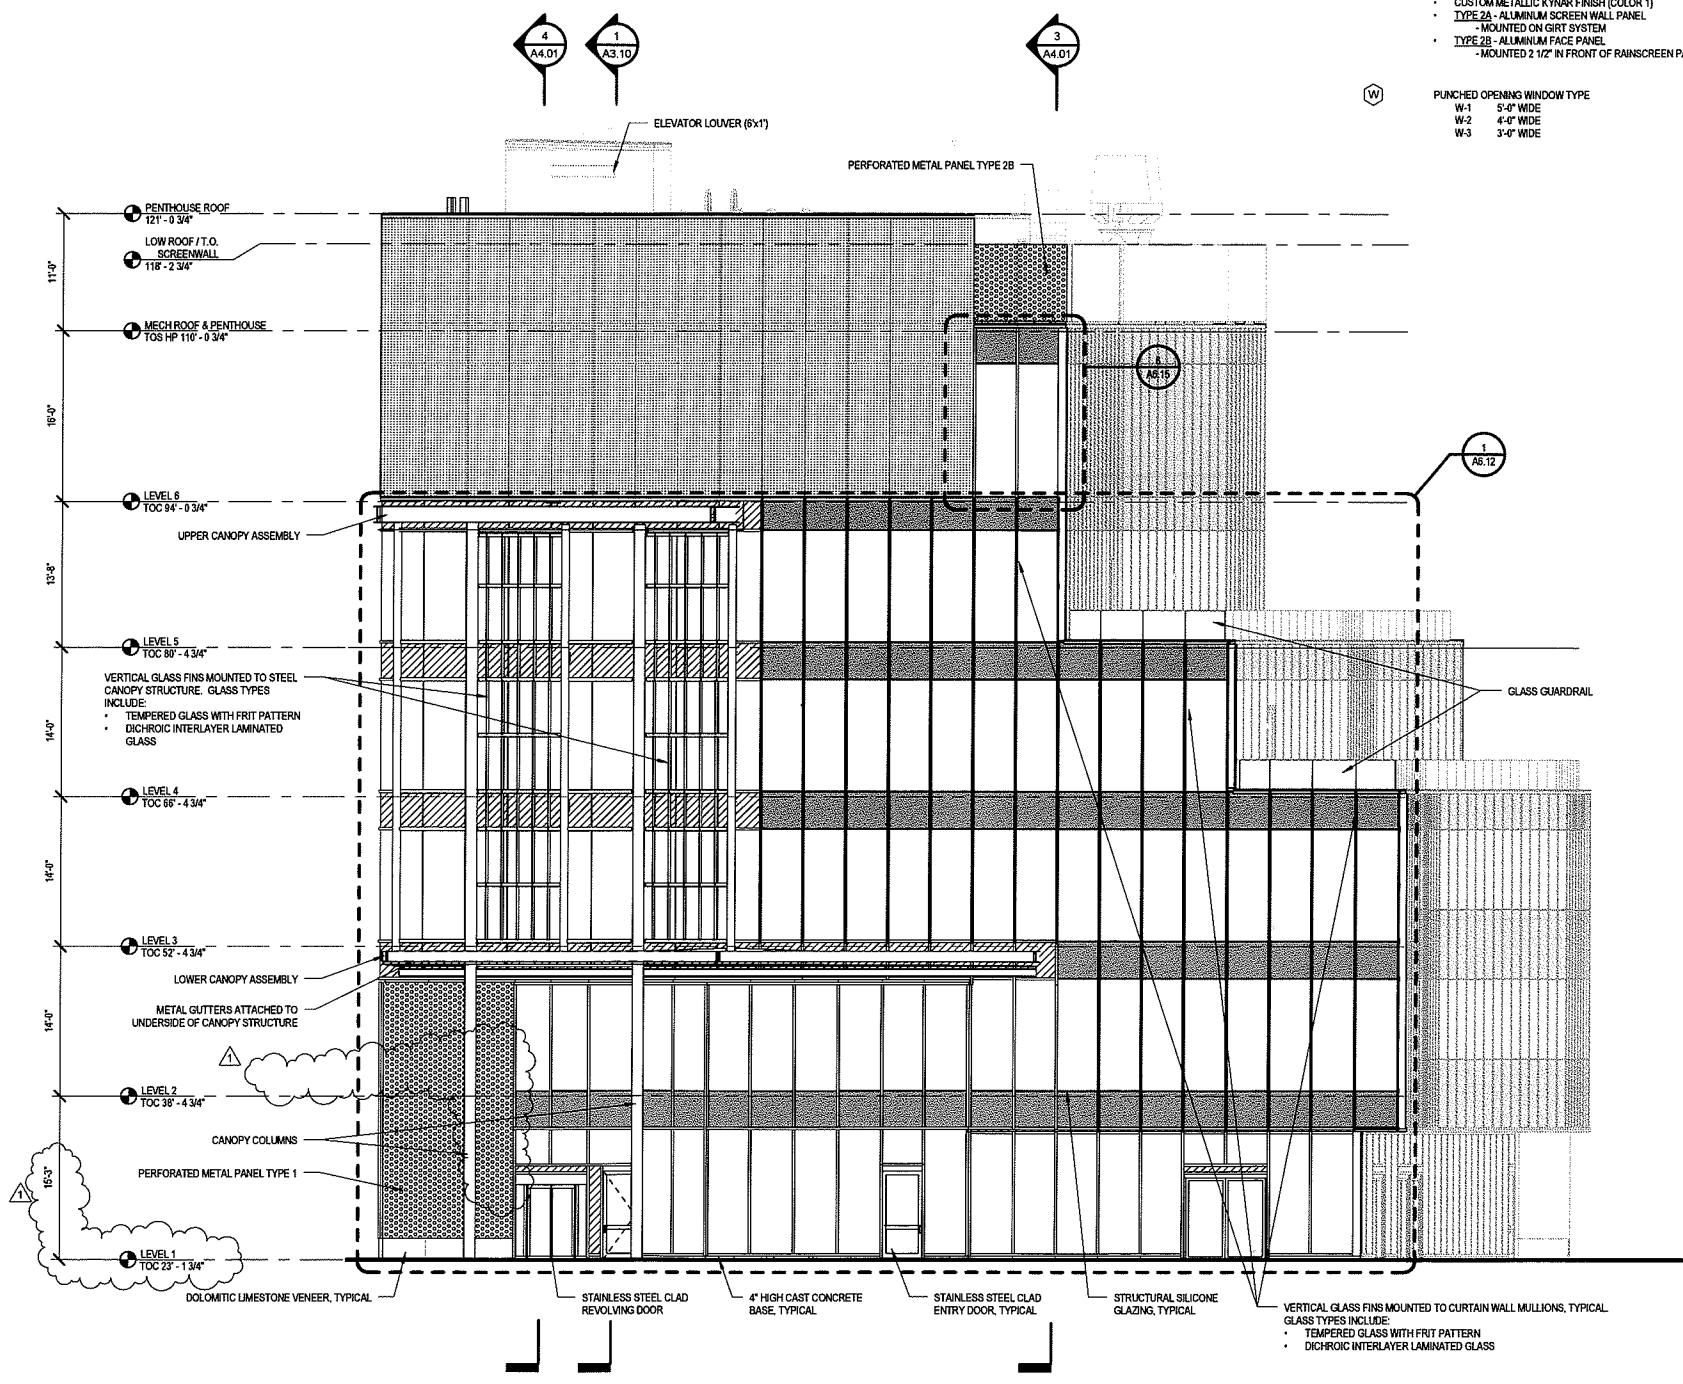 CUSTOM METALLIC KYNAR FINISH (COLOR 1)
TYPE 2A - ALUMINUM SCREEN WALL PANEL
- MOUNTED ON GIRT SYSTEM
TYPE 2B - ALUMINUM FACE PANEL
- MOUNTED 2 1/2" IN FRONT OF RAINSCREEN
W
PUNCHED OPENING WINDOW TYPE
W-1 5'-0" WIDE
W-2 4'-0" WIDE
W-3 3'-0" WIDE
4
A4.01
1
A3.10
3
A4.01
ELEVATOR LOUVER (6'x1')
PERFORATED METAL PANEL TYPE 2B
PENTHOUSE ROOF
121' - 0 3/4"
LOW ROOF / T.O.
SCREENWALL
118' - 2 3/4"
11'-0"
MECH ROOF & PENTHOUSE
TOS HP 110' - 0 3/4"
A6.15
16'-0"
1
A6.12
LEVEL 6
TOC 94' - 0 3/4"
UPPER CANOPY ASSEMBLY
13'-8"
LEVEL 5
TOC 80' - 4 3/4"
VERTICAL GLASS FINS MOUNTED TO STEEL
CANOPY STRUCTURE. GLASS TYPES
INCLUDE:
• TEMPERED GLASS WITH FRIT PATTERN
• DICHROIC INTERLAYER LAMINATED
GLASS
GLASS GUARDRAIL
14'-0"
LEVEL 4
TOC 66' - 4 3/4"
14'-0"
LEVEL 3
TOC 52' - 4 3/4"
LOWER CANOPY ASSEMBLY
METAL GUTTERS ATTACHED TO
UNDERSIDE OF CANOPY STRUCTURE
14'-0"
1
LEVEL 2
TOC 38' - 4 3/4"
CANOPY COLUMNS
PERFORATED METAL PANEL TYPE 1
15'-3"
1
LEVEL 1
TOC 23' - 1 3/4"
DOLOMITIC LIMESTONE VENEER, TYPICAL
STAINLESS STEEL CLAD
REVOLVING DOOR
4" HIGH CAST CONCRETE
BASE, TYPICAL
STAINLESS STEEL CLAD
ENTRY DOOR, TYPICAL
STRUCTURAL SILICONE
GLAZING, TYPICAL
VERTICAL GLASS FINS MOUNTED TO CURTAIN WALL MULLIONS, TYPICAL.
GLASS TYPES INCLUDE:
• TEMPERED GLASS WITH FRIT PATTERN
• DICHROIC INTERLAYER LAMINATED GLASS